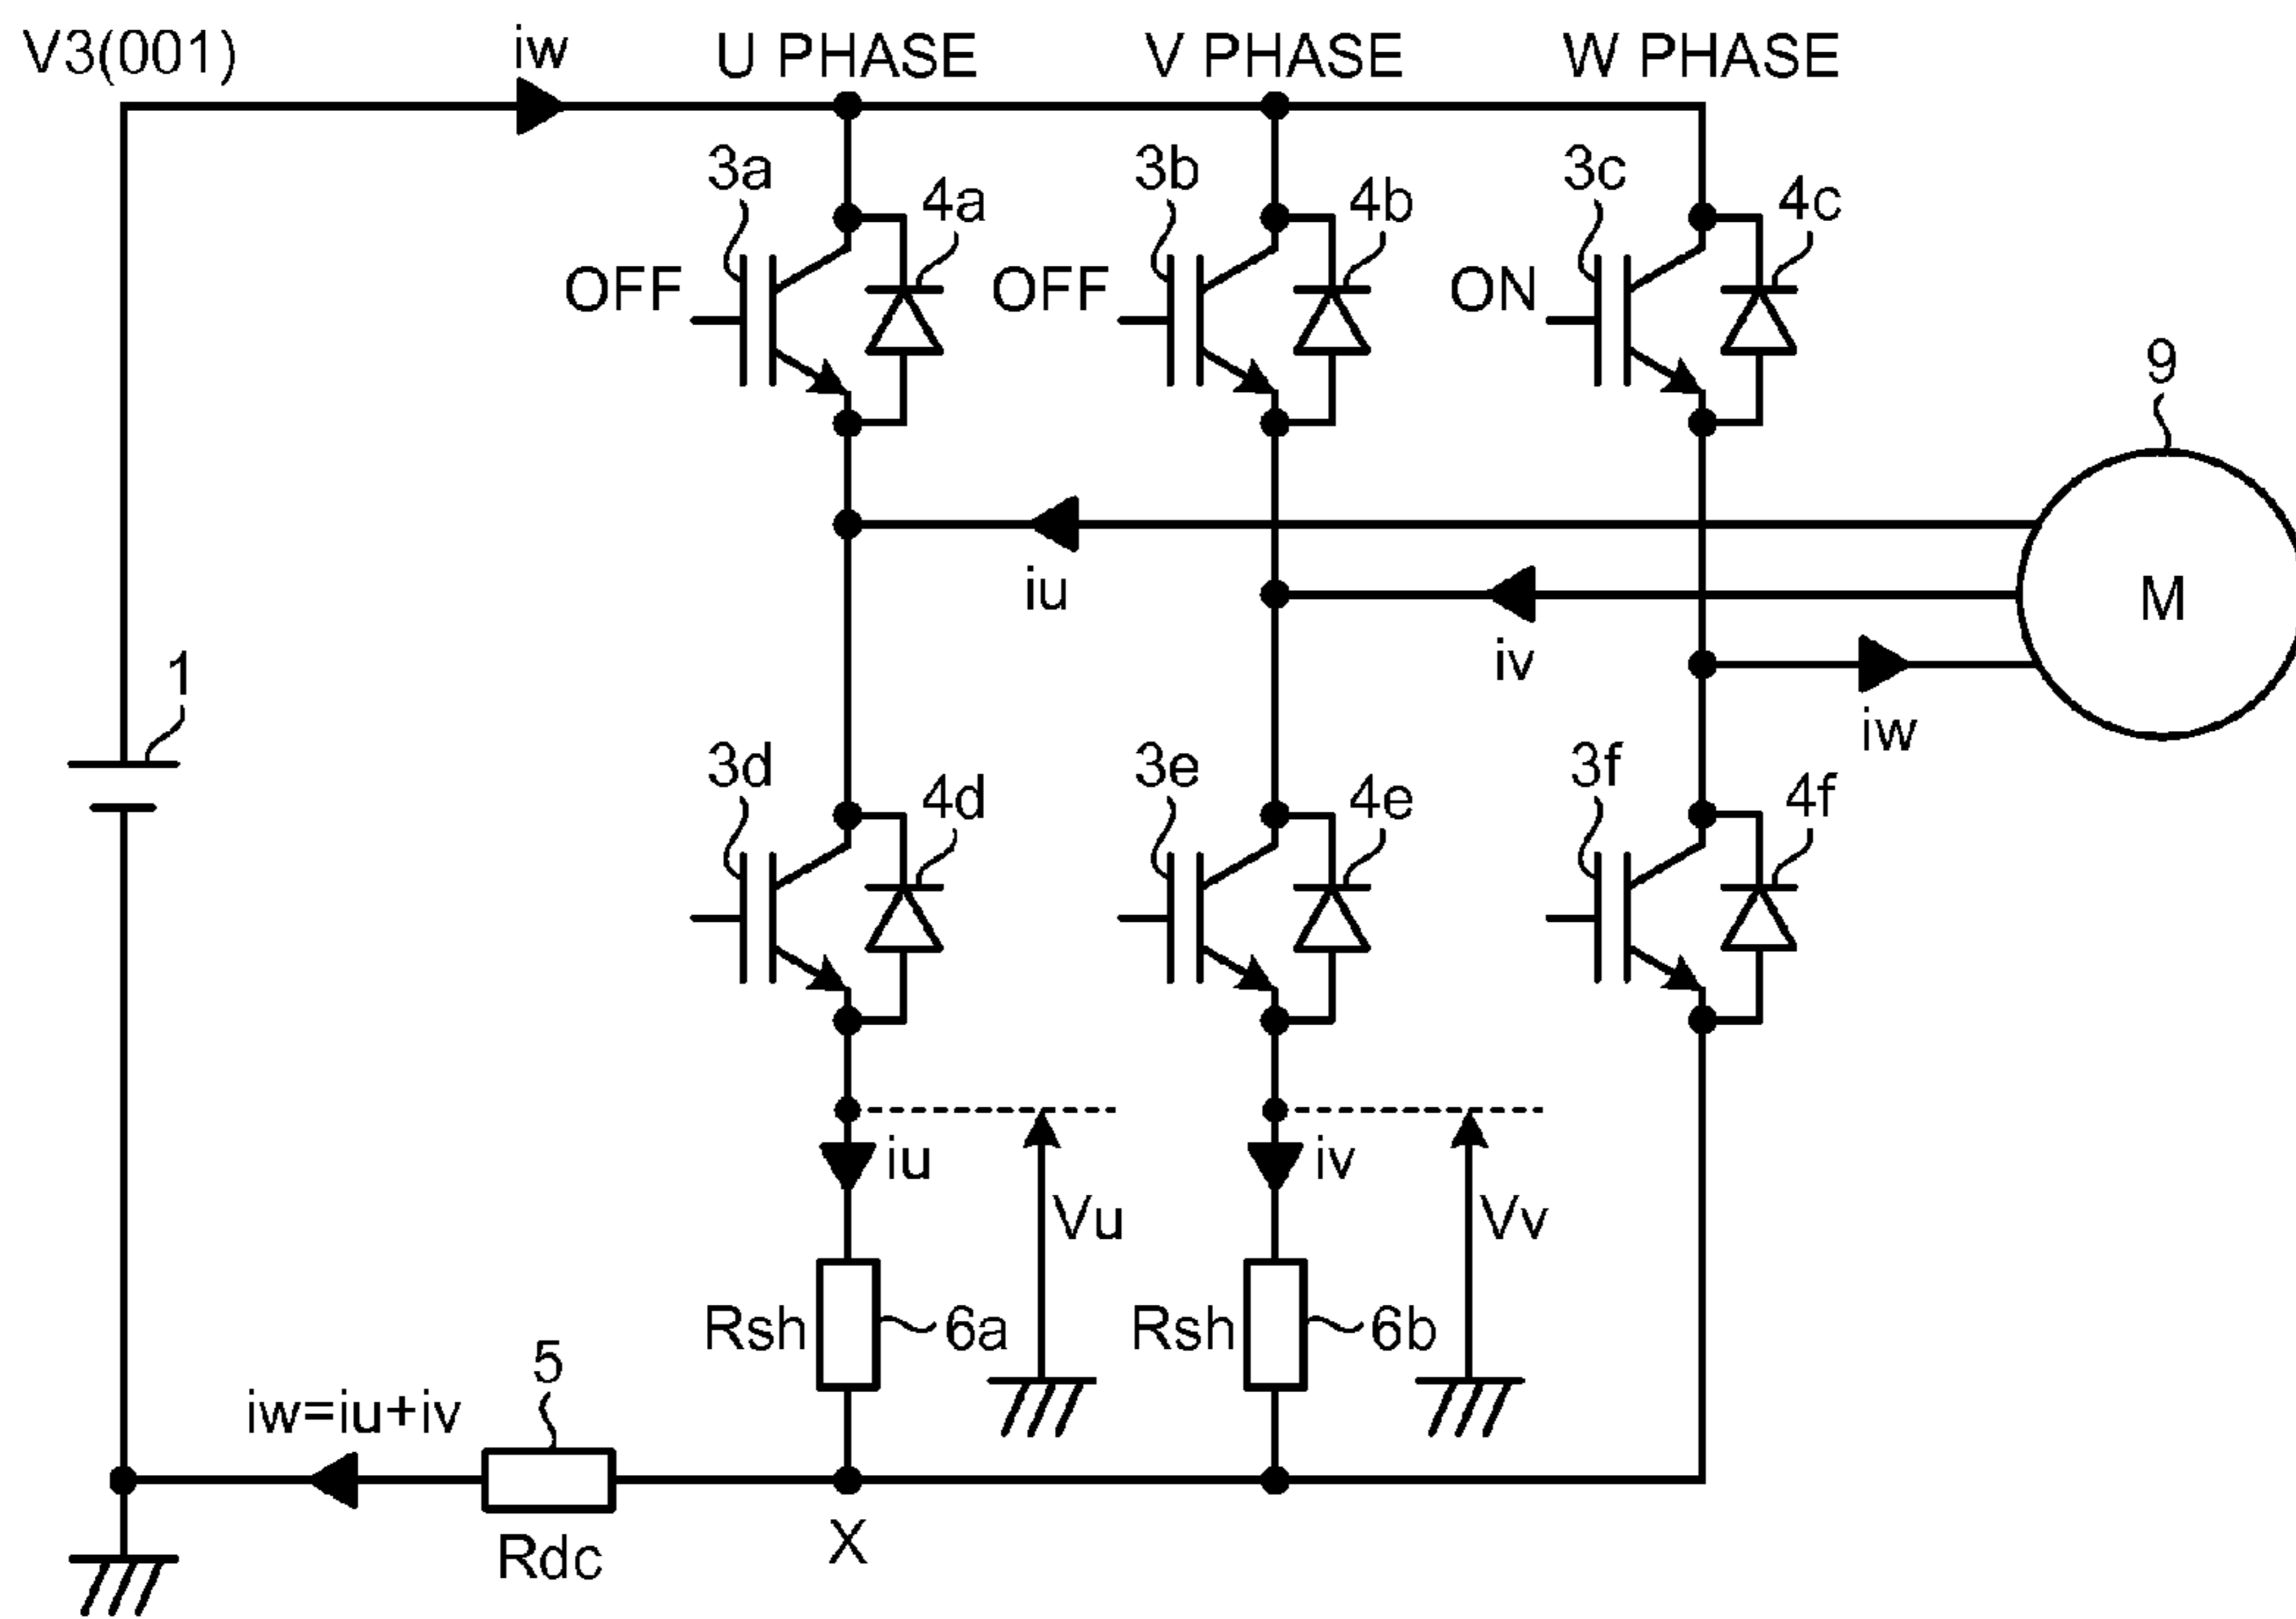 V3(001)
iw
U PHASE
V PHASE
W PHASE
3a
4a
3b
4b
3c
4c
OFF
OFF
ON
9
M
iu
iv
iw
1
3d
4d
3e
4e
3f
4f
iu
Vu
iv
Vv
Rsh
6a
Rsh
6b
5
iw=iu+iv
Rdc
X